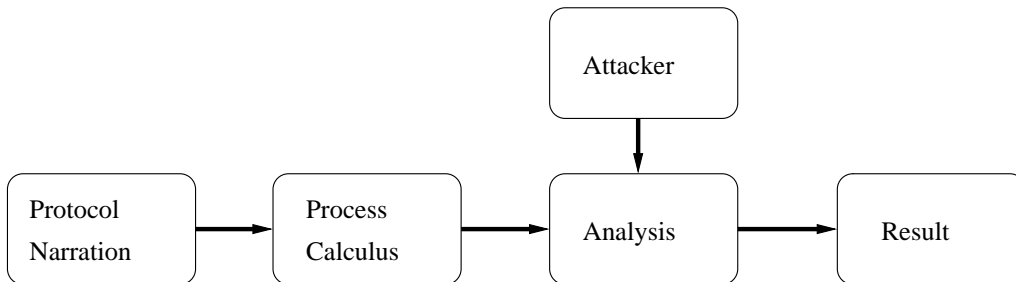 Attacker
Protocol
Narration
Process
Calculus
Analysis
Result